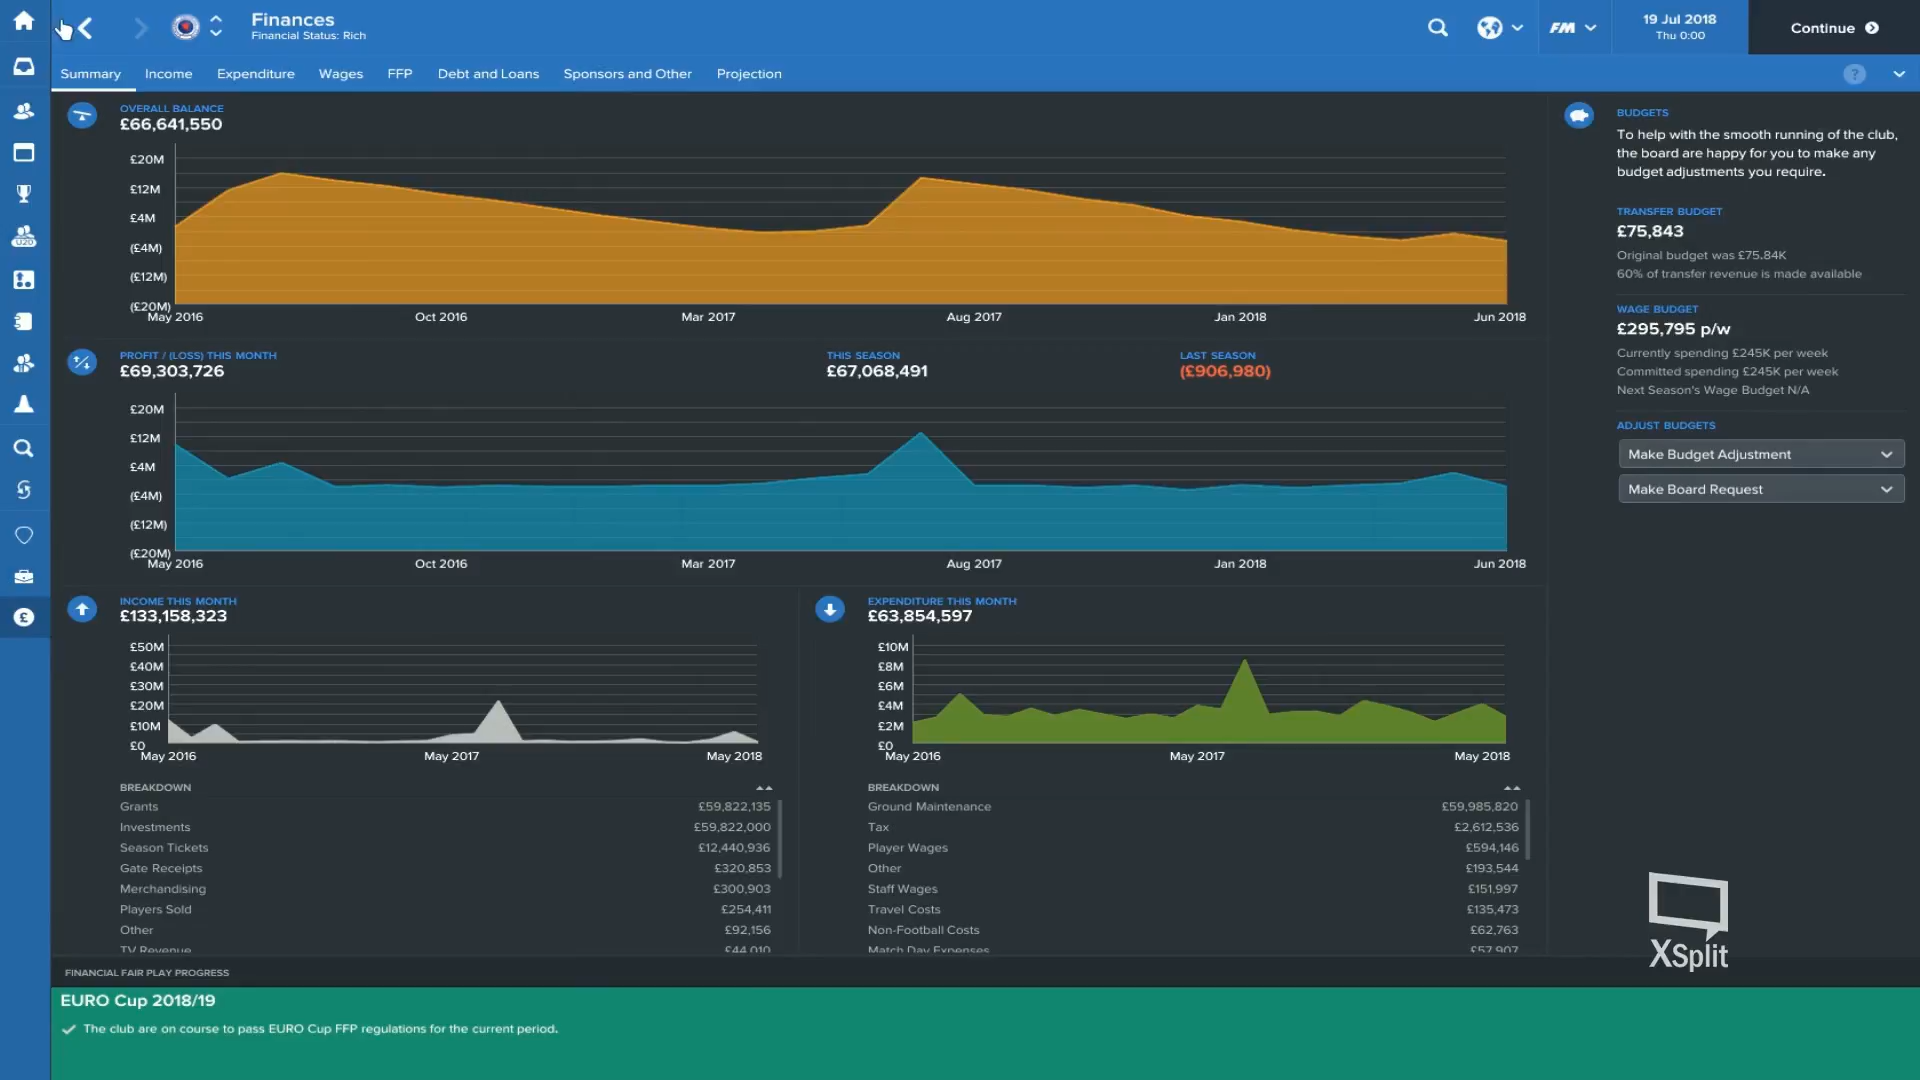 Finances
Financial Status: Rich
FM
19 Jul 2018
Thu 0:00
Continue
Summary
Income
Expenditure
Wages
FFP
Debt and Loans
Sponsors and Other
Projection
?
OVERALL BALANCE
£66,641,550
£20M
£12M
£4M
(£4M)
(£12M)
(£20M)
May 2016
Oct 2016
Mar 2017
Aug 2017
Jan 2018
Jun 2018
PROFIT / (LOSS) THIS MONTH
£69,303,726
THIS SEASON
£67,068,491
LAST SEASON
(£906,980)
£20M
£12M
£4M
(£4M)
(£12M)
(£20M)
May 2016
Oct 2016
Mar 2017
Aug 2017
Jan 2018
Jun 2018
INCOME THIS MONTH
£133,158,323
£50M
£40M
£30M
£20M
£10M
£0
May 2016
May 2017
May 2018
BREAKDOWN
Grants £59,822,135
Investments £59,822,000
Season Tickets £12,440,936
Gate Receipts £320,853
Merchandising £300,903
Players Sold £254,411
Other £92,156
TV Revenue £44,010
EXPENDITURE THIS MONTH
£63,854,597
£10M
£8M
£6M
£4M
£2M
£0
May 2016
May 2017
May 2018
BREAKDOWN
Ground Maintenance £59,985,820
Tax £2,612,536
Player Wages £594,146
Other £193,544
Staff Wages £151,997
Travel Costs £135,473
Non-Football Costs £62,763
Match Day Expenses £57,907
BUDGETS
To help with the smooth running of the club,
the board are happy for you to make any
budget adjustments you require.
TRANSFER BUDGET
£75,843
Original budget was £75.84K
60% of transfer revenue is made available
WAGE BUDGET
£295,795 p/w
Currently spending £245K per week
Committed spending £245K per week
Next Season's Wage Budget N/A
ADJUST BUDGETS
Make Budget Adjustment
Make Board Request
XSplit
U20
£
FINANCIAL FAIR PLAY PROGRESS
EURO Cup 2018/19
The club are on course to pass EURO Cup FFP regulations for the current period.